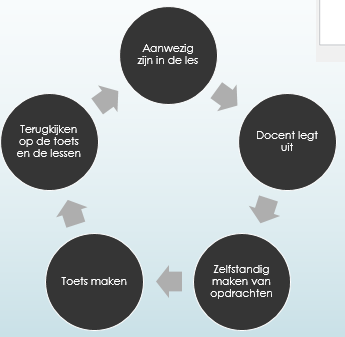 Aanwezig
zijn in de les
Docent legt
uit
Zelfstandig
maken van
opdrachten
Toets maken
Terugkijken
op de toets
en de lessen